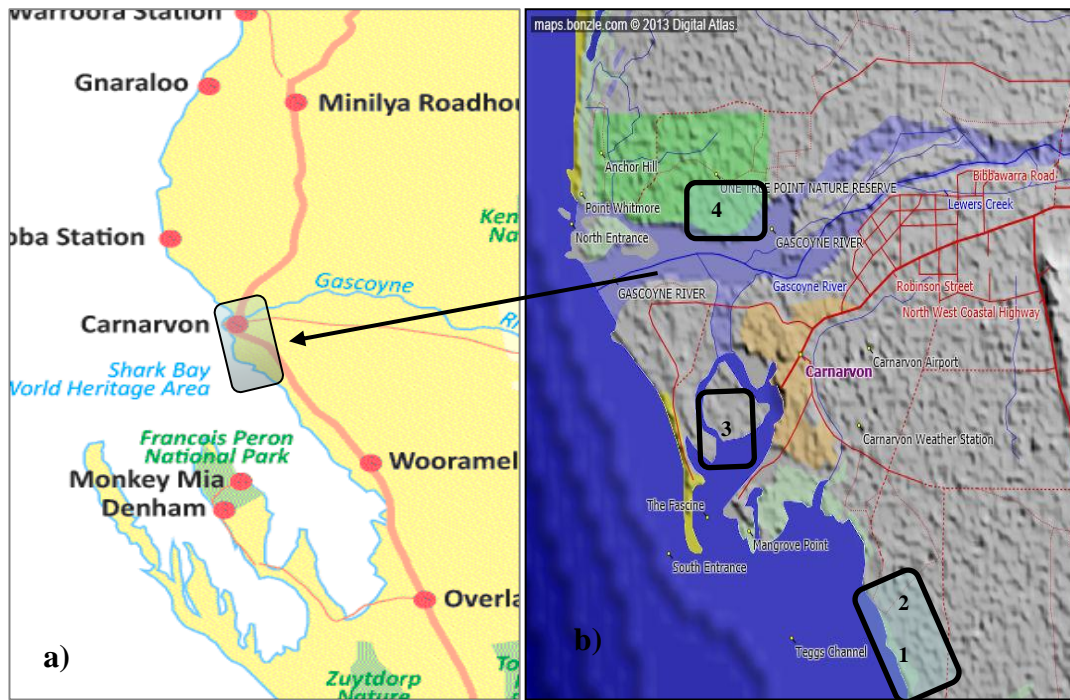 Warroora Station
Gnaraloo
Minilya Roadhou
Ken
Na
oba Station
Gascoyne
Ri
Carnarvon
Shark Bay
World Heritage Area
Francois Peron
National Park
Monkey Mia
Denham
Wooramel
Overla
a)
Zuytdorp
Nature
To
maps.bonzle.com © 2013 Digital Atlas.
Anchor Hill
ONE TREE POINT NATURE RESERVE
4
Point Whitmore
North Entrance
GASCOYNE RIVER
Bibbawarra Road
Lewers Creek
GASCOYNE RIVER
Gascoyne River
Robinson Street
North West Coastal Highway
Carnarvon Airport
Carnarvon
3
Carnarvon Weather Station
The Fascine
Mangrove Point
South Entrance
2
b)
Teggs Channel
1